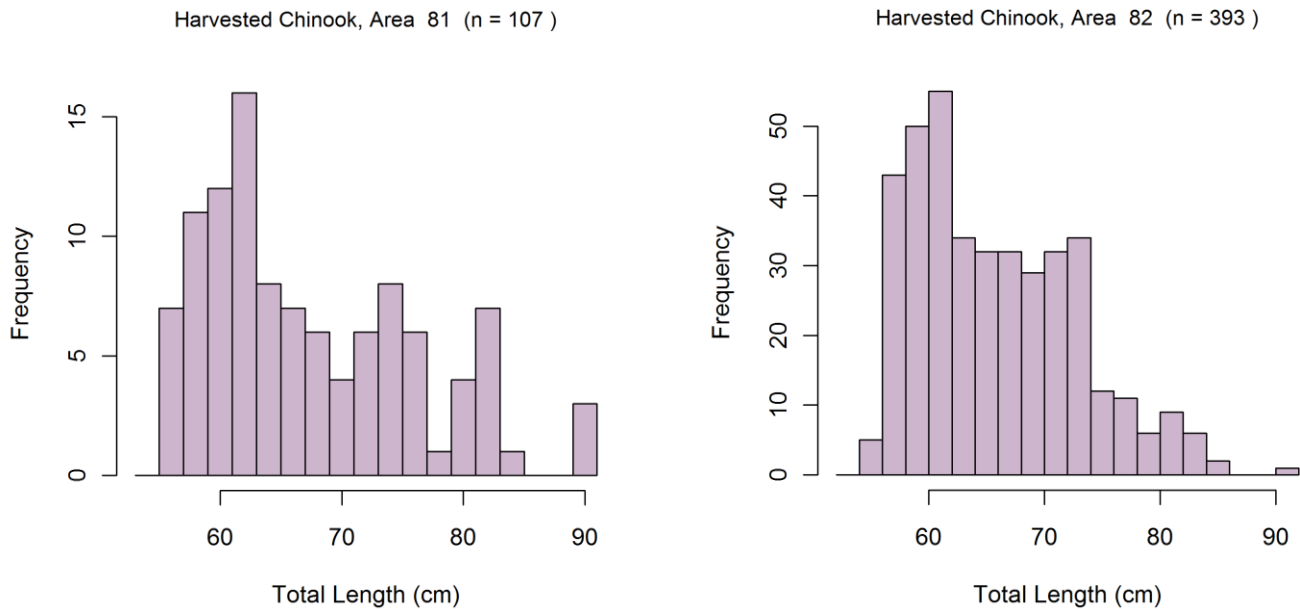 Harvested Chinook, Area  81  (n = 107 )
15
10
5
0
Frequency
60 70 80 90
Total Length (cm)
Harvested Chinook, Area  82  (n = 393 )
50
40
30
20
10
0
Frequency
60 70 80 90
Total Length (cm)